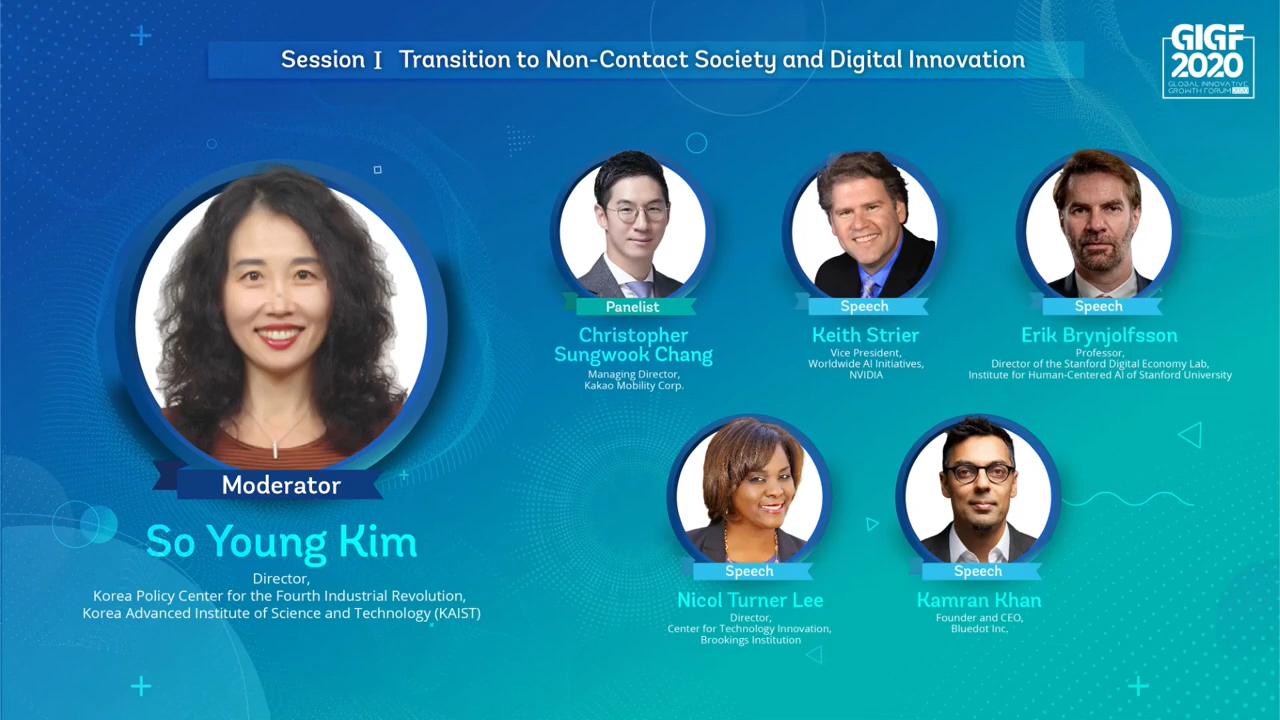 Session I Transition to Non-Contact Society and Digital Innovation
GIGF
2020
GLOBAL INNOVATIVE
GROWTH FORUM 2020
Moderator
So Young Kim
Director,
Korea Policy Center for the Fourth Industrial Revolution,
Korea Advanced Institute of Science and Technology (KAIST)
Panelist
Christopher
Sungwook Chang
Managing Director,
Kakao Mobility Corp.
Speech
Keith Strier
Vice President,
Worldwide AI Initiatives,
NVIDIA
Speech
Erik Brynjolfsson
Professor,
Director of the Stanford Digital Economy Lab,
Institute for Human-Centered AI of Stanford University
Speech
Nicol Turner Lee
Director,
Center for Technology Innovation,
Brookings Institution
Speech
Kamran Khan
Founder and CEO,
Bluedot Inc.